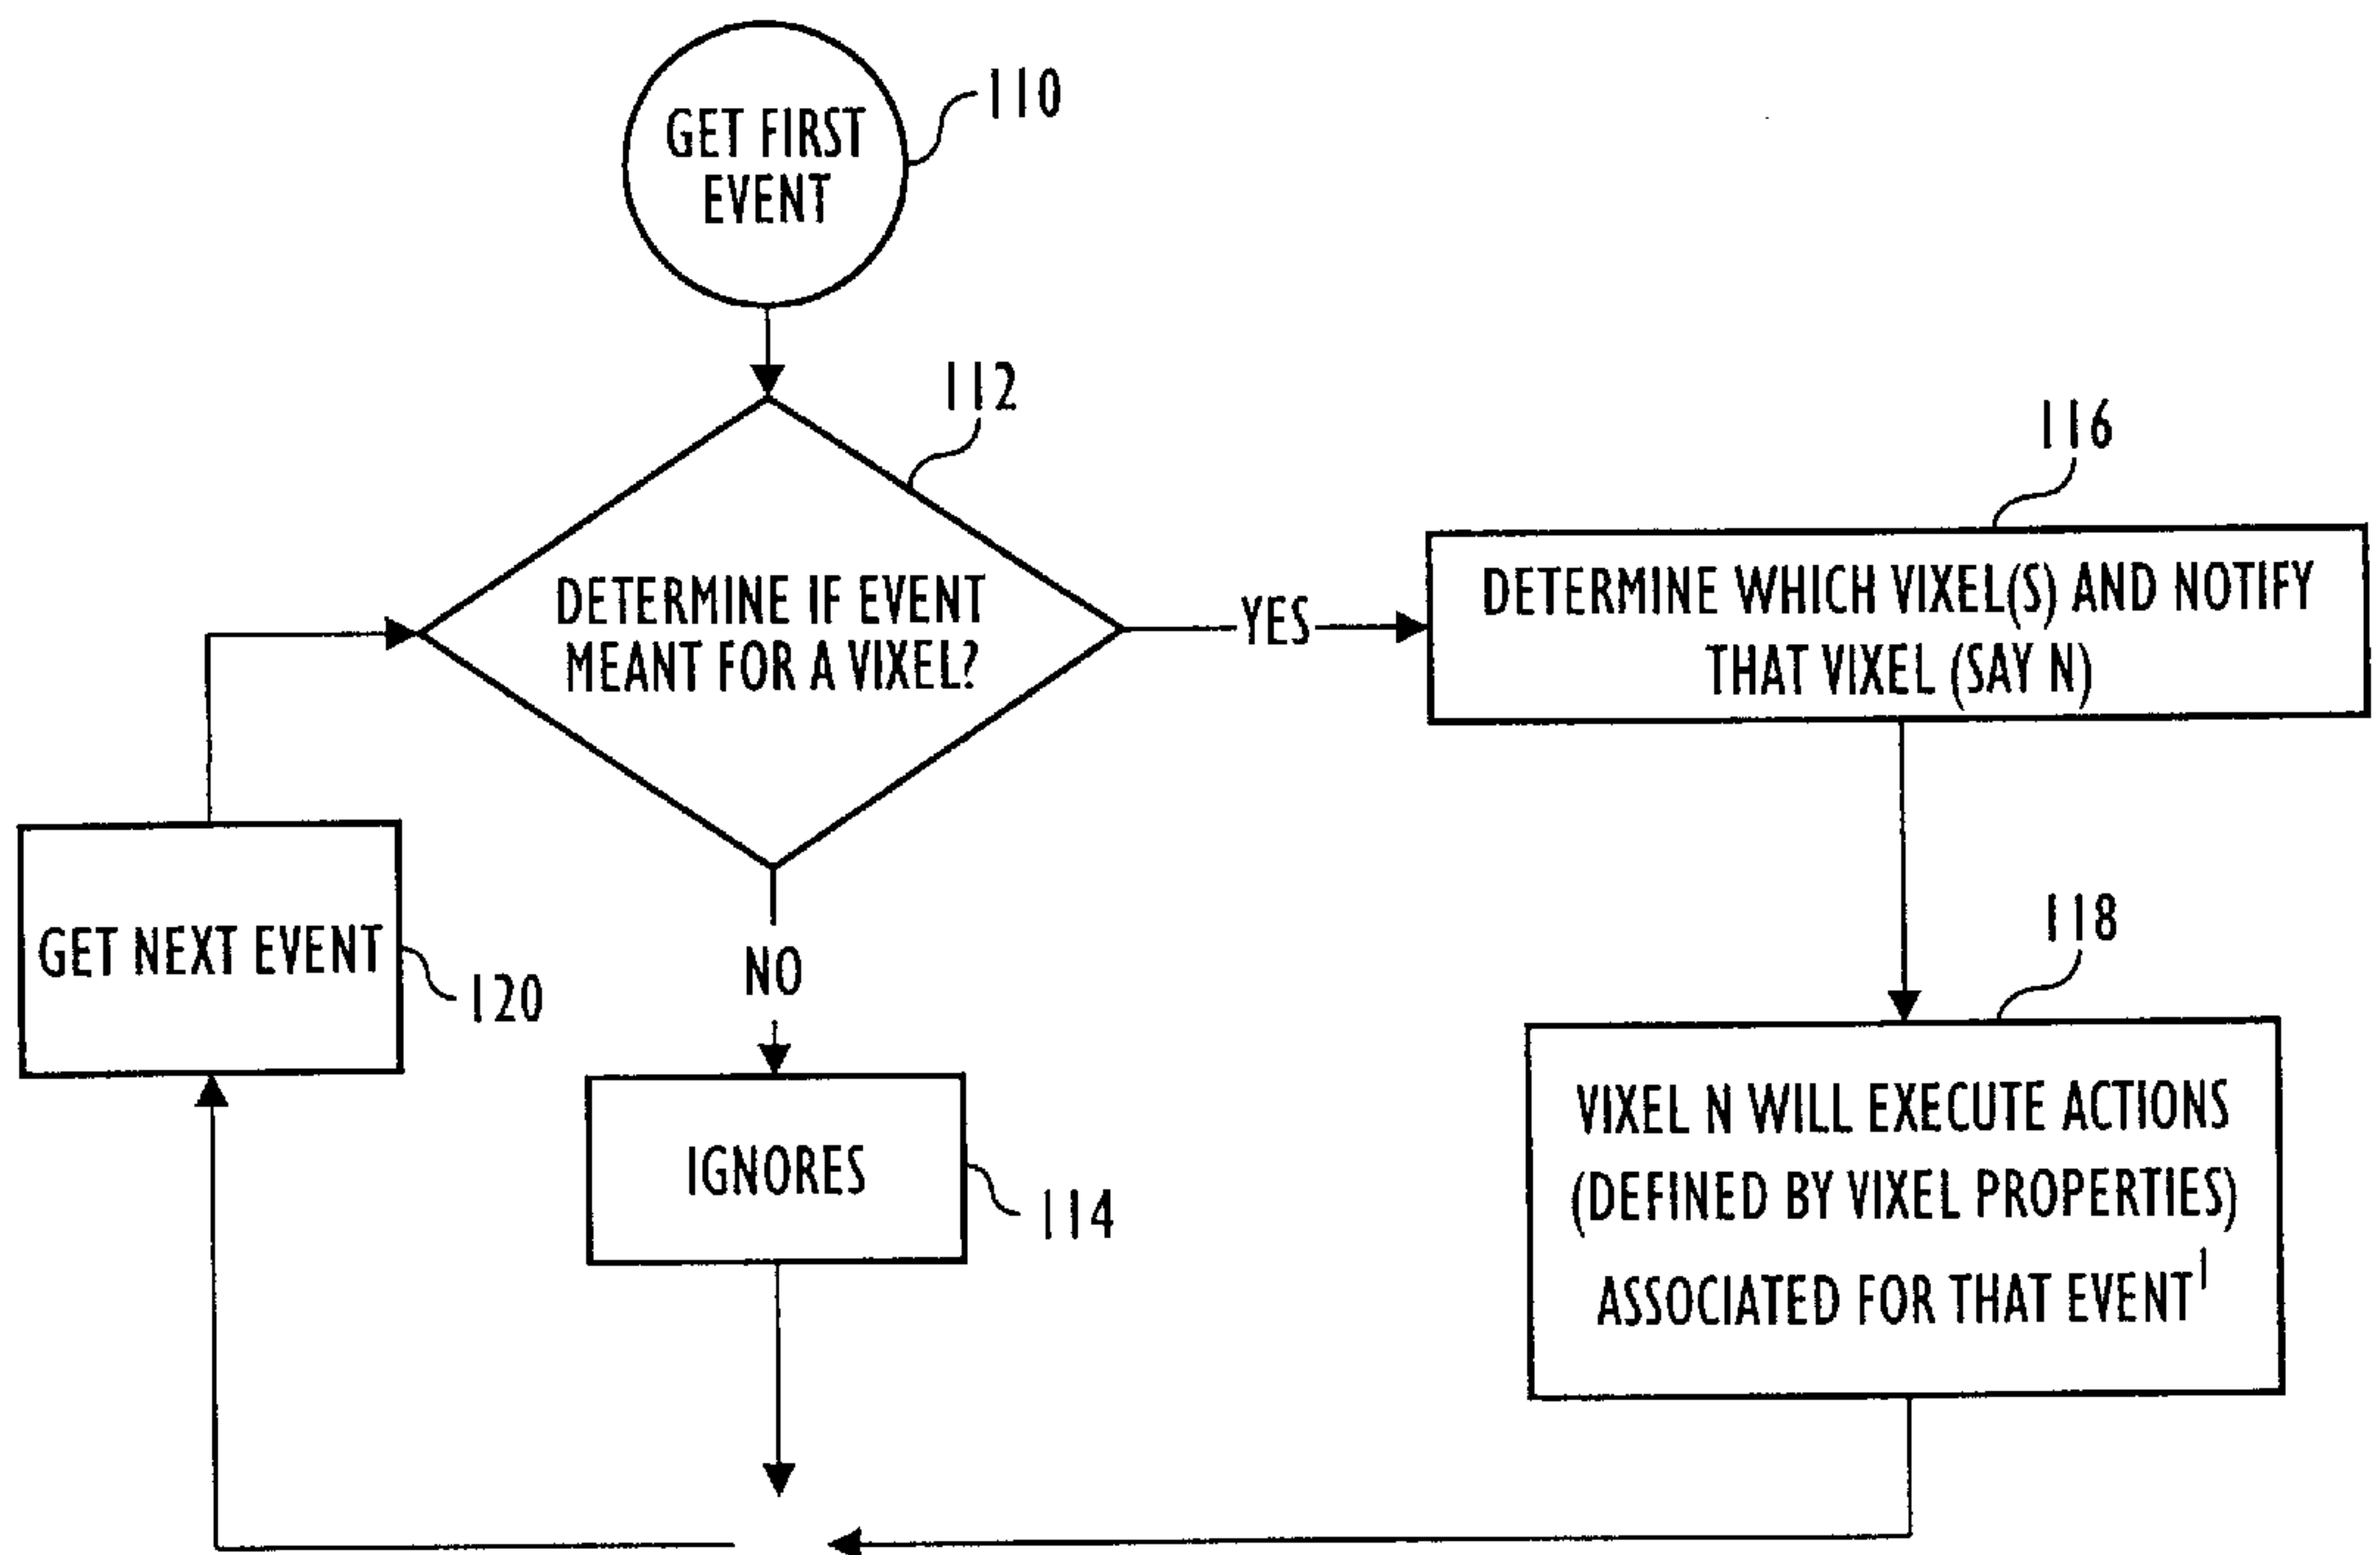 GET FIRST
EVENT
110
112
DETERMINE IF EVENT
MEANT FOR A VIXEL?
YES
116
DETERMINE WHICH VIXEL(S) AND NOTIFY
THAT VIXEL (SAY N)
118
VIXEL N WILL EXECUTE ACTIONS
(DEFINED BY VIXEL PROPERTIES)
ASSOCIATED FOR THAT EVENT¹
NO
IGNORES
114
GET NEXT EVENT
120